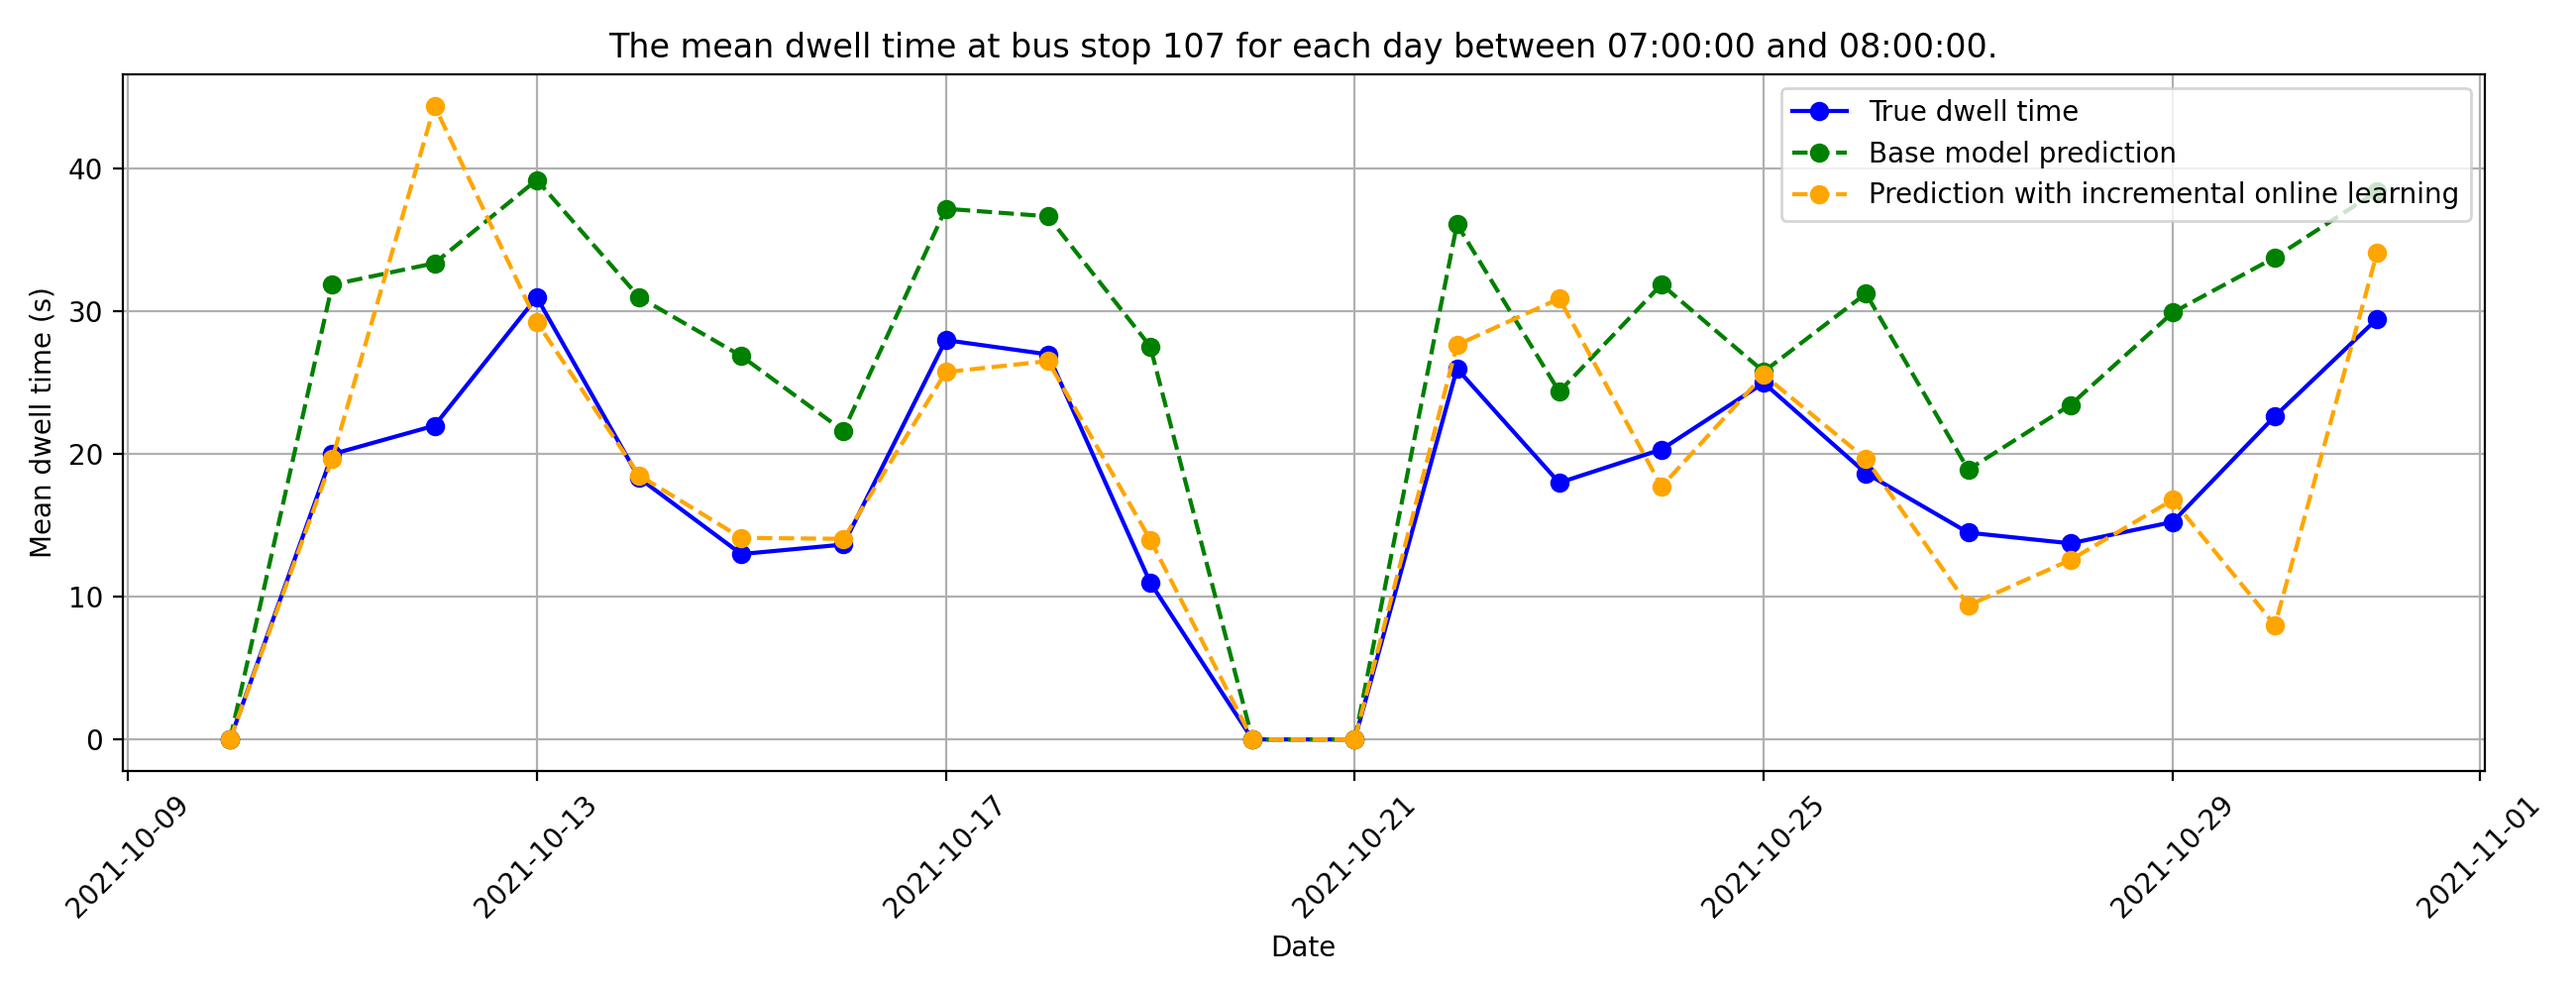 The mean dwell time at bus stop 107 for each day between 07:00:00 and 08:00:00.
True dwell time
Base model prediction
Prediction with incremental online learning
Mean dwell time (s)
40
30
20
10
0
2021-10-09
2021-10-13
2021-10-17
2021-10-21
2021-10-25
2021-10-29
2021-11-01
Date